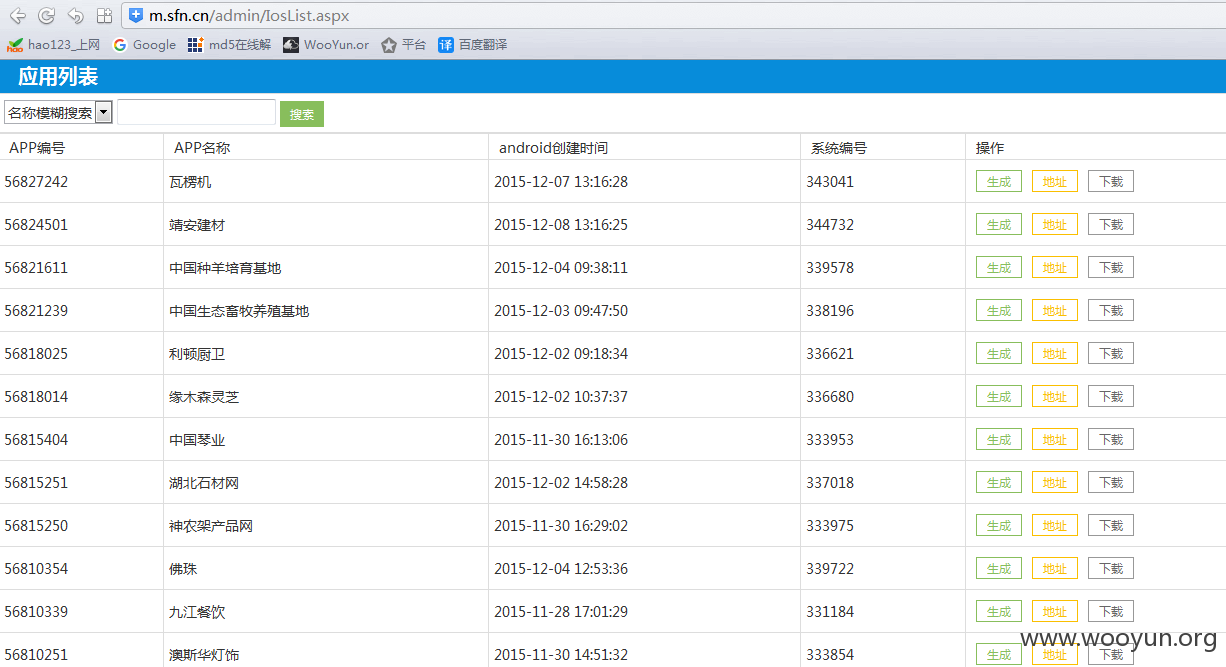 m.sfn.cn/admin/IosList.aspx
hao123_上网 Google md5在线解 WooYun.or 平台 译 百度翻译
应用列表
名称模糊搜索 搜索
APP编号 APP名称 android创建时间 系统编号 操作
56827242 瓦楞机 2015-12-07 13:16:28 343041 生成 地址 下载
56824501 靖安建材 2015-12-08 13:16:25 344732 生成 地址 下载
56821611 中国种羊培育基地 2015-12-04 09:38:11 339578 生成 地址 下载
56821239 中国生态畜牧养殖基地 2015-12-03 09:47:50 338196 生成 地址 下载
56818025 利顿厨卫 2015-12-02 09:18:34 336621 生成 地址 下载
56818014 缘木森灵芝 2015-12-02 10:37:37 336680 生成 地址 下载
56815404 中国琴业 2015-11-30 16:13:06 333953 生成 地址 下载
56815251 湖北石材网 2015-12-02 14:58:28 337018 生成 地址 下载
56815250 神农架产品网 2015-11-30 16:29:02 333975 生成 地址 下载
56810354 佛珠 2015-12-04 12:53:36 339722 生成 地址 下载
56810339 九江餐饮 2015-11-28 17:01:29 331184 生成 地址 下载
56810251 澳斯华灯饰 2015-11-30 14:51:32 333854 生成 地址 下载
www.wooyun.org